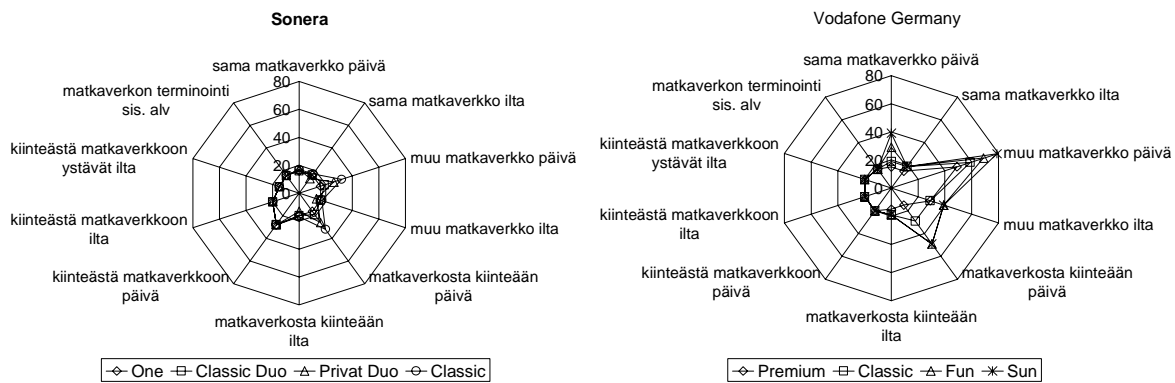 Sonera
sama matkaverkko päivä
sama matkaverkko ilta
muu matkaverkko päivä
muu matkaverkko ilta
matkaverkosta kiinteään
päivä
matkaverkosta kiinteään
ilta
kiinteästä matkaverkkoon
päivä
kiinteästä matkaverkkoon
ilta
kiinteästä matkaverkkoon
ystävät ilta
matkaverkon terminointi
sis. alv
80
60
40
20
0
One Classic Duo Privat Duo Classic
Vodafone Germany
sama matkaverkko päivä
sama matkaverkko ilta
muu matkaverkko päivä
muu matkaverkko ilta
matkaverkosta kiinteään
päivä
matkaverkosta kiinteään
ilta
kiinteästä matkaverkkoon
päivä
kiinteästä matkaverkkoon
ilta
kiinteästä matkaverkkoon
ystävät ilta
matkaverkon terminointi
sis. alv
80
60
40
20
0
Premium Classic Fun Sun